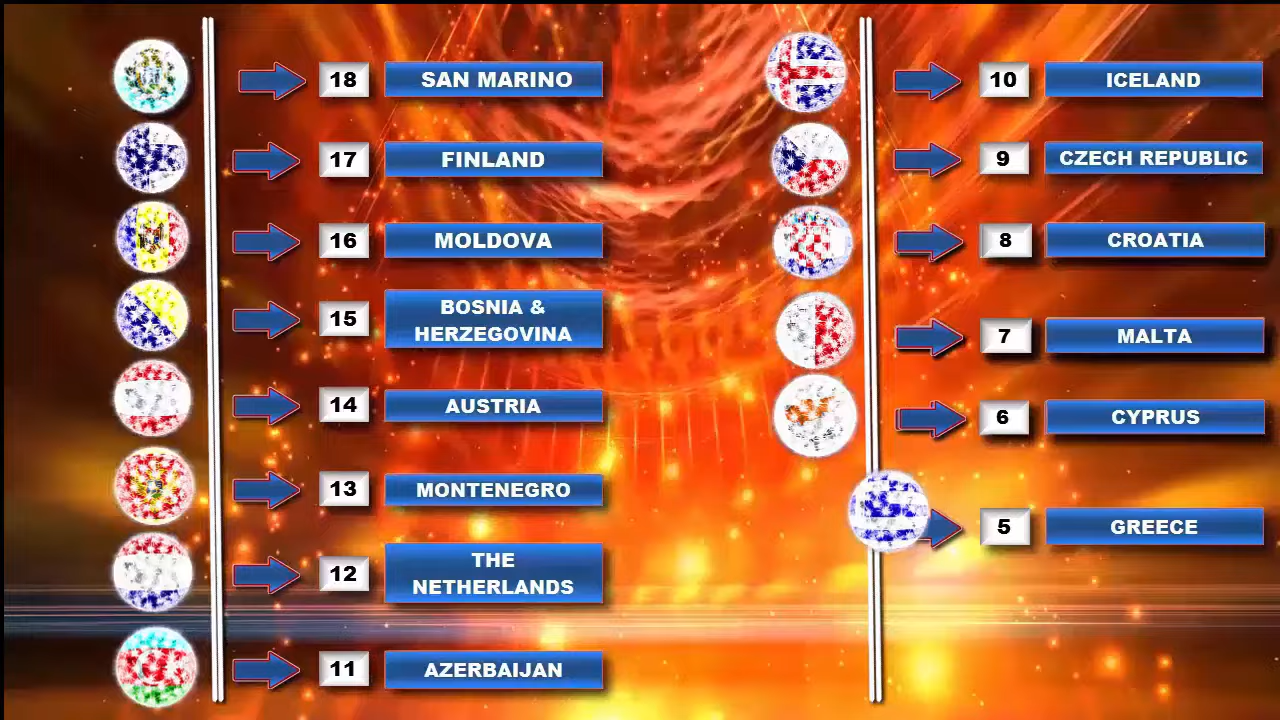 18 SAN MARINO
17 FINLAND
16 MOLDOVA
15 BOSNIA &
HERZEGOVINA
14 AUSTRIA
13 MONTENEGRO
12 THE
NETHERLANDS
11 AZERBAIJAN
10 ICELAND
9 CZECH REPUBLIC
8 CROATIA
7 MALTA
6 CYPRUS
5 GREECE